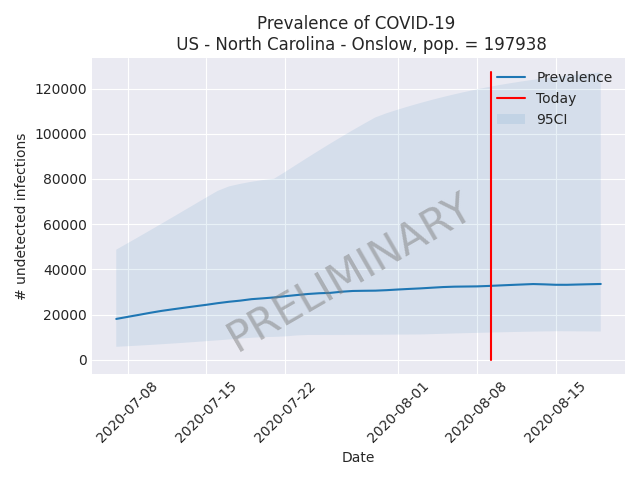 Prevalence of COVID-19
US - North Carolina - Onslow, pop. = 197938
Prevalence
Today
95CI
# undetected infections
120000
100000
80000
60000
40000
20000
0
PRELIMINARY
2020-07-08
2020-07-15
2020-07-22
2020-08-01
2020-08-08
2020-08-15
Date